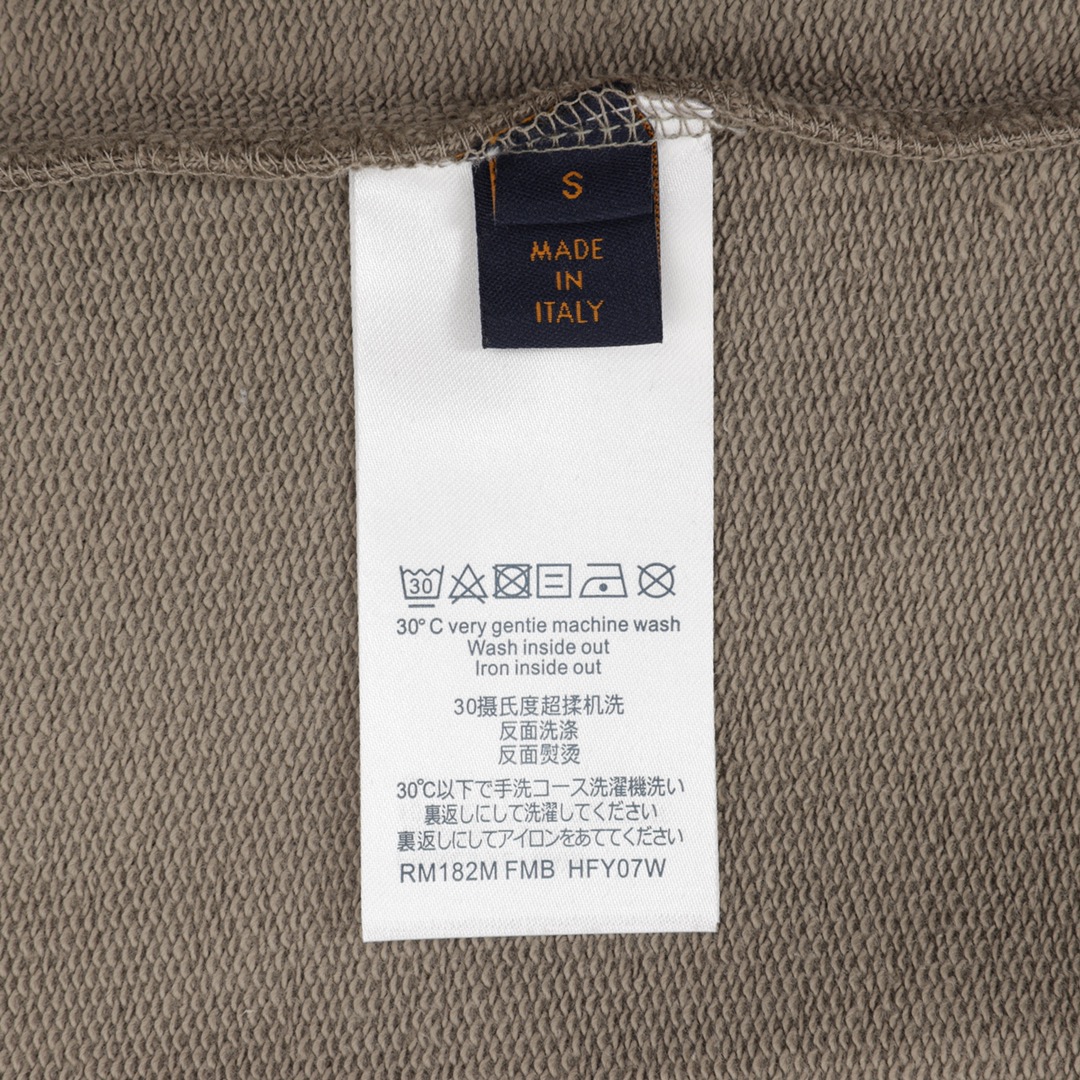 S
MADE
IN
ITALY
30
30°C very gentie machine wash
Wash inside out
Iron inside out
30摄氏度超揉机洗
反面洗涤
反面熨烫
30℃以下で手洗コース洗濯機洗い
裏返しにして洗濯してください
裏返しにしてアイロンをあててください
RM182M FMB HFY07W